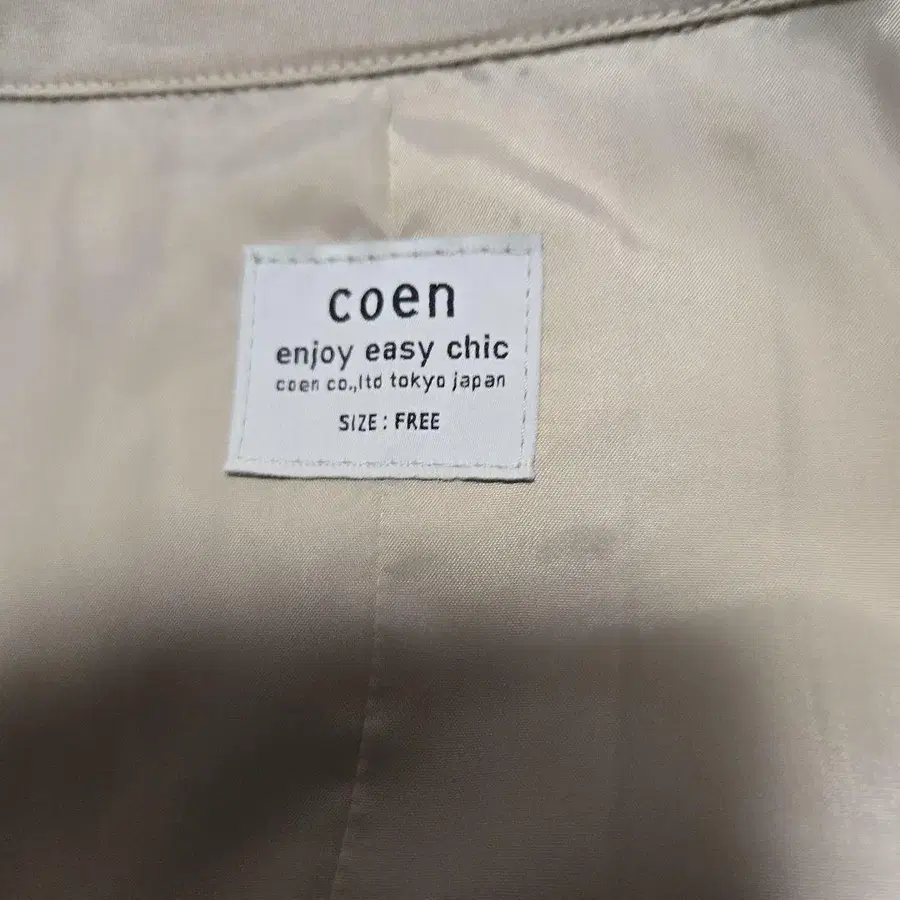 coen
enjoy easy chic
coen co.,ltd tokyo japan
SIZE : FREE